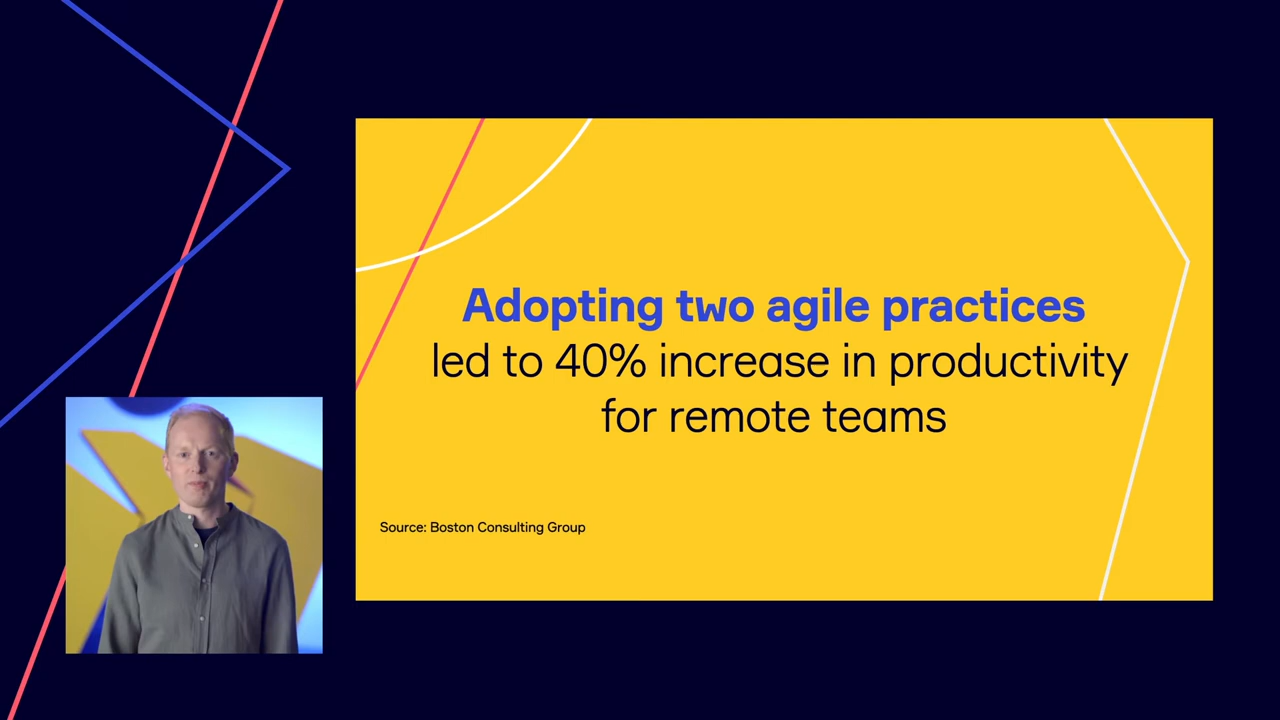 Adopting two agile practices
led to 40% increase in productivity
for remote teams
Source: Boston Consulting Group